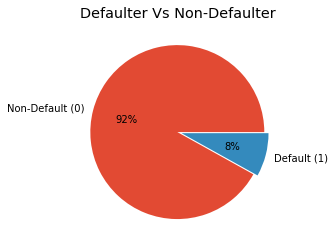 Defaulter Vs Non-Defaulter
Non-Default (0)
92%
8%
Default (1)